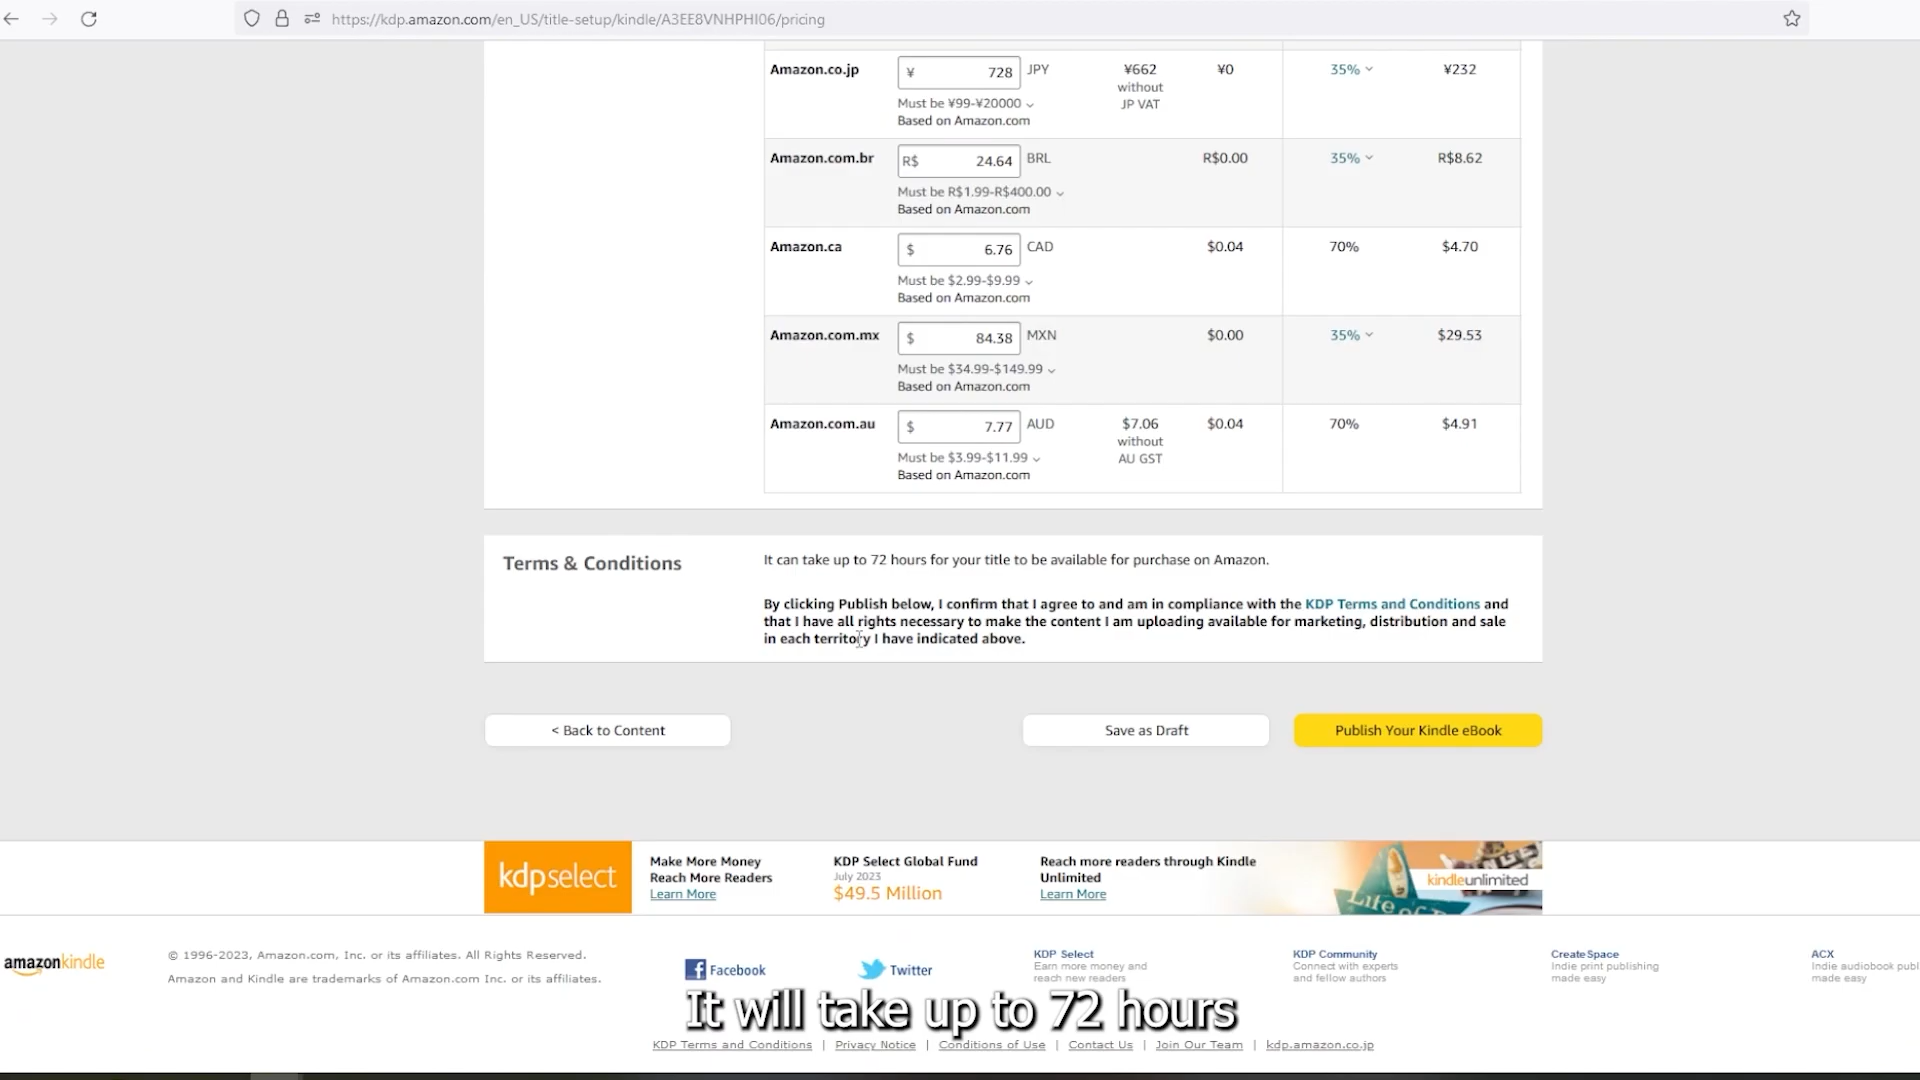 https://kdp.amazon.com/en_US/title-setup/kindle/A3EE8VNHPHI06/pricing
Amazon.co.jp ¥ 728 JPY ¥662 ¥0 35% ¥232
without
Must be ¥99-¥20000 JP VAT
Based on Amazon.com
Amazon.com.br R$ 24.64 BRL R$0.00 35% R$8.62
Must be R$1.99-R$400.00
Based on Amazon.com
Amazon.ca $ 6.76 CAD $0.04 70% $4.70
Must be $2.99-$9.99
Based on Amazon.com
Amazon.com.mx $ 84.38 MXN $0.00 35% $29.53
Must be $34.99-$149.99
Based on Amazon.com
Amazon.com.au $ 7.77 AUD $7.06 $0.04 70% $4.91
without
Must be $3.99-$11.99 AU GST
Based on Amazon.com
Terms & Conditions
It can take up to 72 hours for your title to be available for purchase on Amazon.
By clicking Publish below, I confirm that I agree to and am in compliance with the KDP Terms and Conditions and
that I have all rights necessary to make the content I am uploading available for marketing, distribution and sale
in each territory I have indicated above.
< Back to Content
Save as Draft
Publish Your Kindle eBook
kdpselect
Make More Money
Reach More Readers
Learn More
KDP Select Global Fund
July 2023
$49.5 Million
Reach more readers through Kindle
Unlimited
Learn More
kindleunlimited
Life of
amazonkindle
© 1996-2023, Amazon.com, Inc. or its affiliates. All Rights Reserved.
Amazon and Kindle are trademarks of Amazon.com Inc. or its affiliates.
Facebook
Twitter
KDP Select
Earn more money and
reach new readers
KDP Community
Connect with experts
and fellow authors
CreateSpace
Indie print publishing
made easy
ACX
Indie audiobook publ
made easy
It will take up to 72 hours
KDP Terms and Conditions | Privacy Notice | Conditions of Use | Contact Us | Join Our Team | kdp.amazon.co.jp